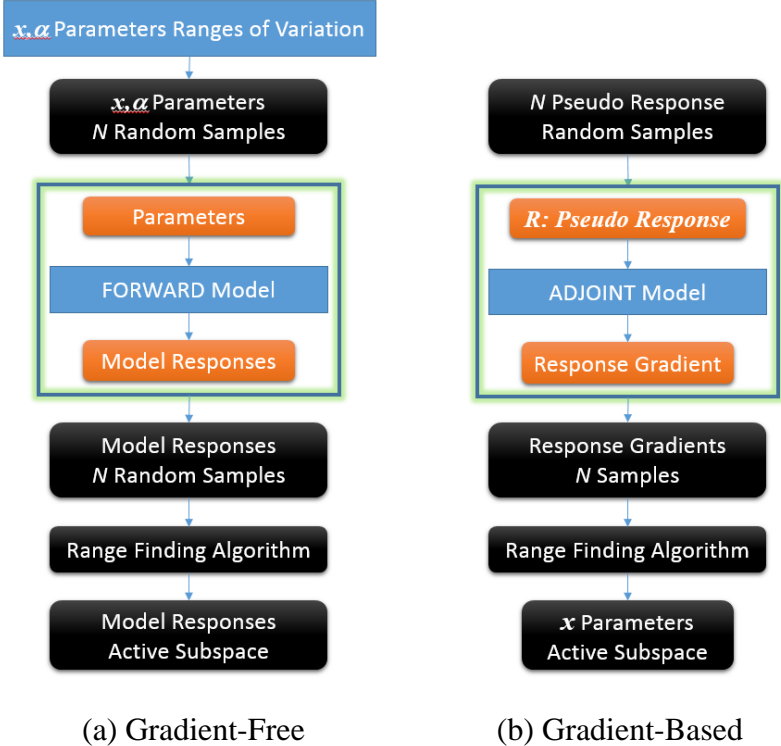 x,α Parameters Ranges of Variation
x,α Parameters
N Random Samples
Parameters
FORWARD Model
Model Responses
Model Responses
N Random Samples
Range Finding Algorithm
Model Responses
Active Subspace
(a) Gradient-Free
N Pseudo Response
Random Samples
R: Pseudo Response
ADJOINT Model
Response Gradient
Response Gradients
N Samples
Range Finding Algorithm
x Parameters
Active Subspace
(b) Gradient-Based